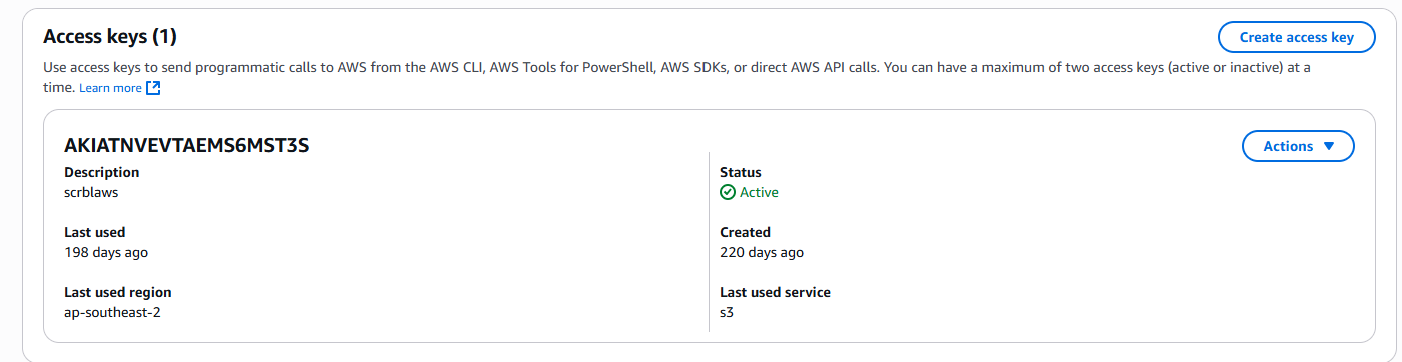 Access keys (1)
Create access key
Use access keys to send programmatic calls to AWS from the AWS CLI, AWS Tools for PowerShell, AWS SDKs, or direct AWS API calls. You can have a maximum of two access keys (active or inactive) at a
time. Learn more
AKIATNVEVTAEMS6MST3S
Actions
Description
scrblaws
Status
Active
Last used
198 days ago
Created
220 days ago
Last used region
ap-southeast-2
Last used service
s3